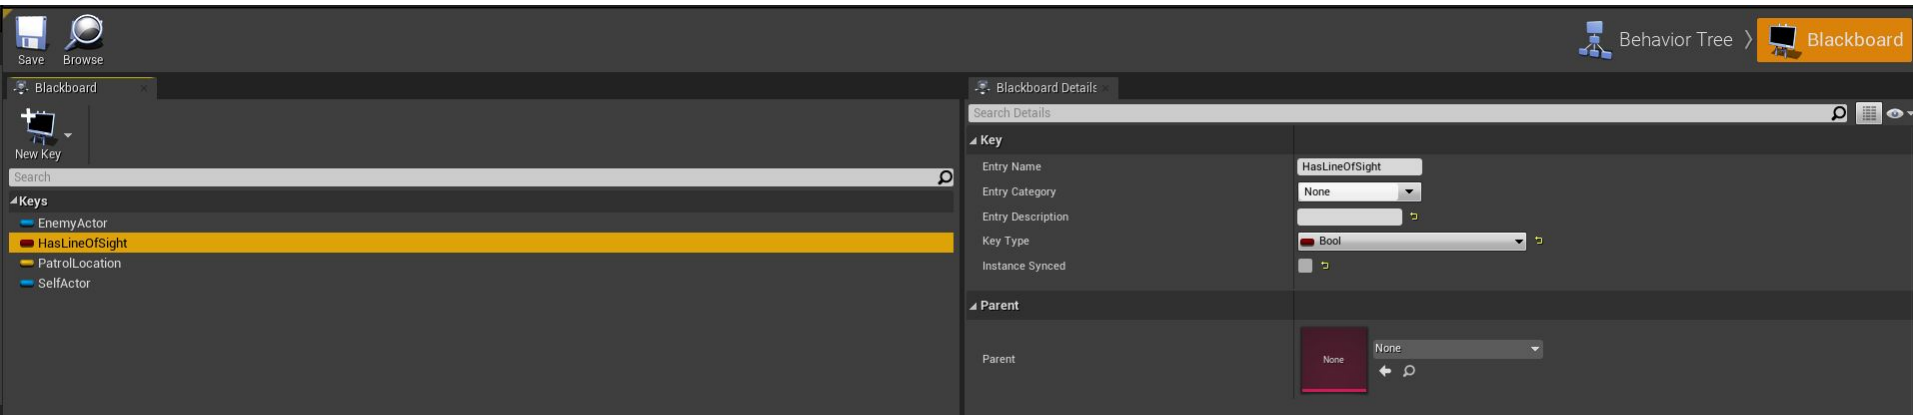 Save
Browse
Behavior Tree
Blackboard
Blackboard
New Key
Search
Keys
EnemyActor
HasLineOfSight
PatrolLocation
SelfActor
Blackboard Details
Search Details
Key
Entry Name HasLineOfSight
Entry Category None
Entry Description
Key Type Bool
Instance Synced
Parent
Parent None None